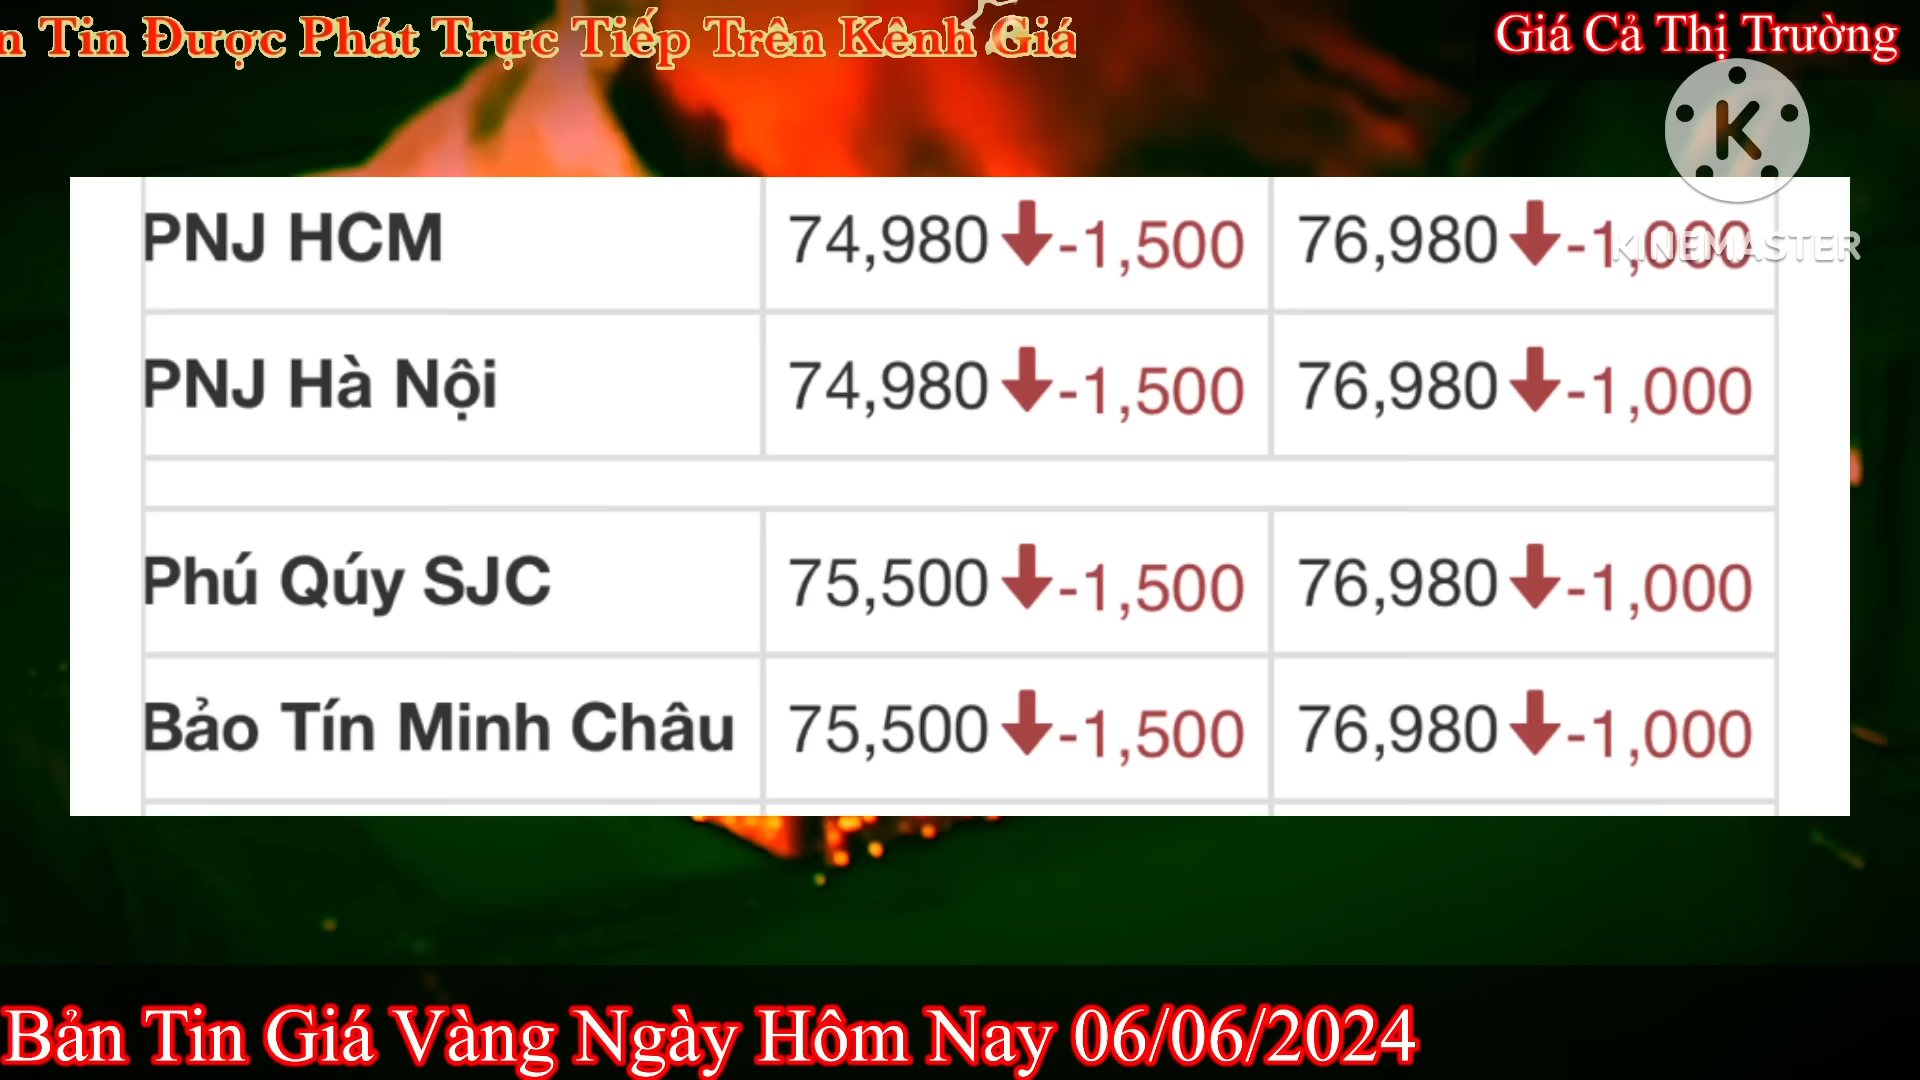 n Tin Được Phát Trực Tiếp Trên Kênh Giá
Giá Cả Thị Trường
K
KINEMASTER
PNJ HCM 74,980 -1,500 76,980 -1,000
PNJ Hà Nội 74,980 -1,500 76,980 -1,000
Phú Qúy SJC 75,500 -1,500 76,980 -1,000
Bảo Tín Minh Châu 75,500 -1,500 76,980 -1,000
Bản Tin Giá Vàng Ngày Hôm Nay 06/06/2024